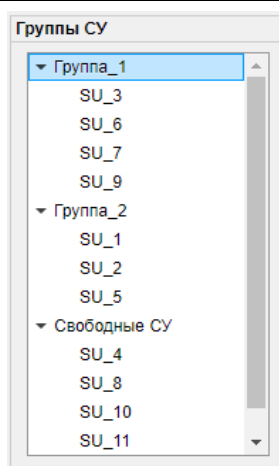 Группы СУ
Группа_1
SU_3
SU_6
SU_7
SU_9
Группа_2
SU_1
SU_2
SU_5
Свободные СУ
SU_4
SU_8
SU_10
SU_11